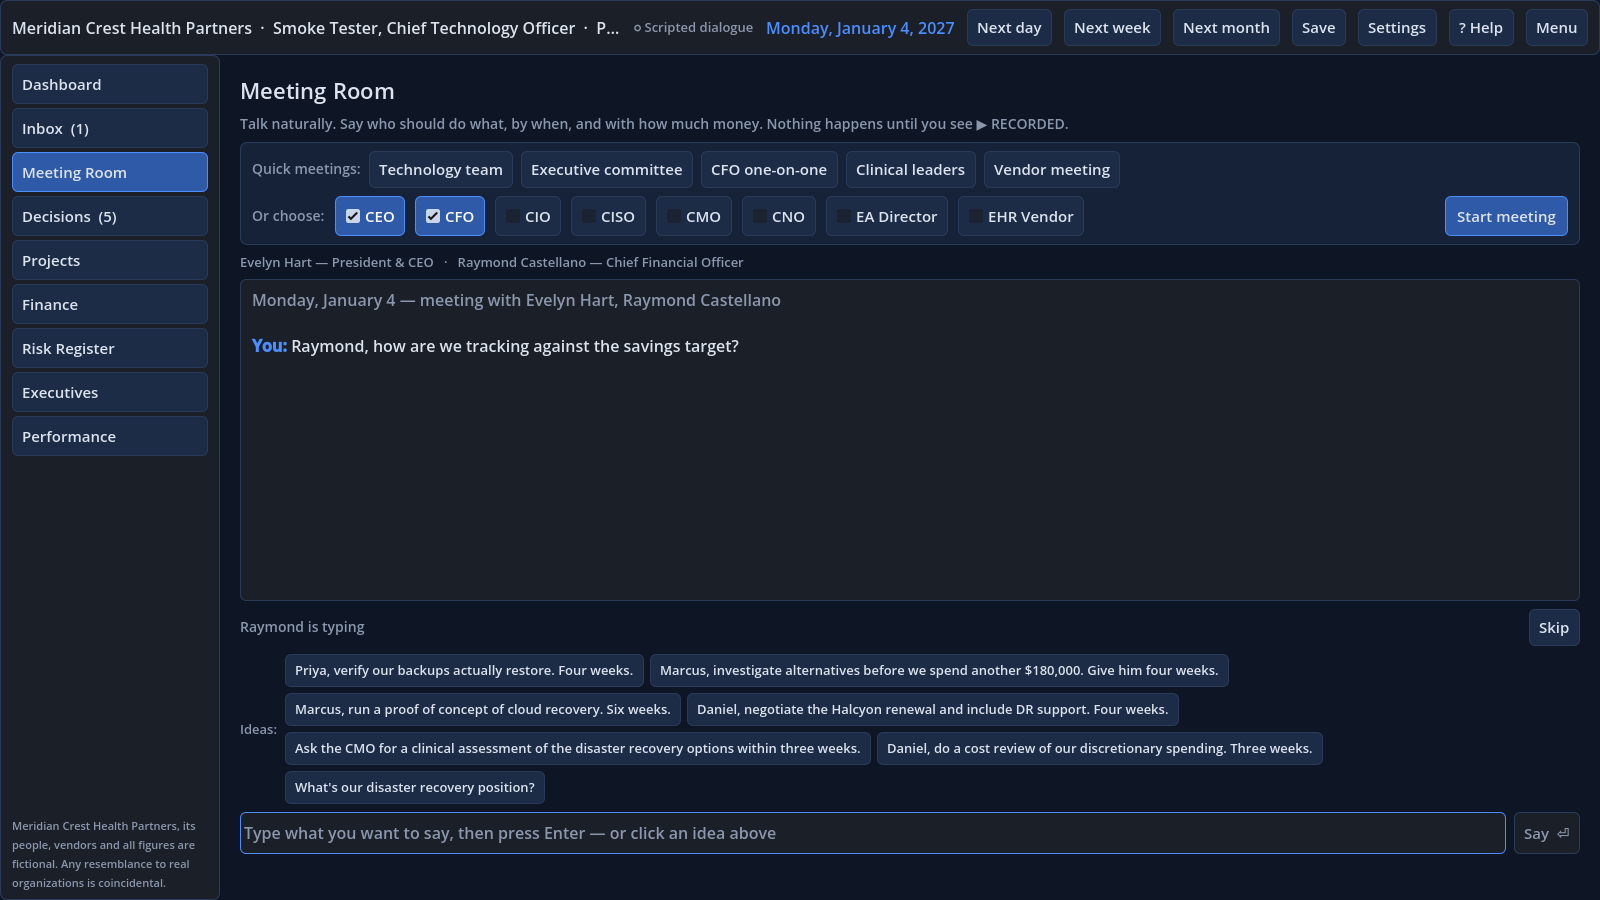 Meridian Crest Health Partners · Smoke Tester, Chief Technology Officer · P...
Scripted dialogue
Monday, January 4, 2027
Next day
Next week
Next month
Save
Settings
? Help
Menu
Dashboard
Inbox (1)
Meeting Room
Decisions (5)
Projects
Finance
Risk Register
Executives
Performance
Meridian Crest Health Partners, its
people, vendors and all figures are
fictional. Any resemblance to real
organizations is coincidental.
Meeting Room
Talk naturally. Say who should do what, by when, and with how much money. Nothing happens until you see ▶ RECORDED.
Quick meetings: Technology team Executive committee CFO one-on-one Clinical leaders Vendor meeting
Or choose: CEO CFO CIO CISO CMO CNO EA Director EHR Vendor Start meeting
Evelyn Hart — President & CEO · Raymond Castellano — Chief Financial Officer
Monday, January 4 — meeting with Evelyn Hart, Raymond Castellano
You: Raymond, how are we tracking against the savings target?
Raymond is typing
Skip
Ideas:
Priya, verify our backups actually restore. Four weeks.
Marcus, investigate alternatives before we spend another $180,000. Give him four weeks.
Marcus, run a proof of concept of cloud recovery. Six weeks.
Daniel, negotiate the Halcyon renewal and include DR support. Four weeks.
Ask the CMO for a clinical assessment of the disaster recovery options within three weeks.
Daniel, do a cost review of our discretionary spending. Three weeks.
What's our disaster recovery position?
Type what you want to say, then press Enter — or click an idea above
Say ⏎